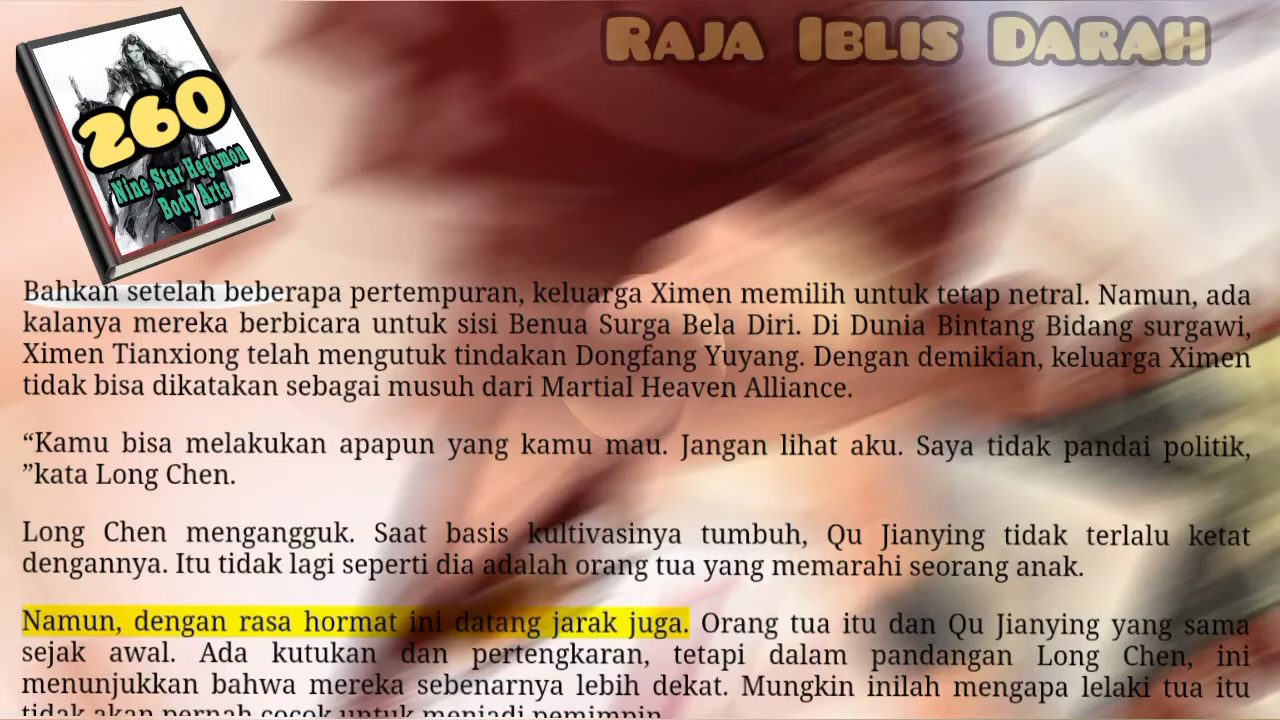 Raja Iblis Darah
260
Nine Star Hegemon
Body Arts
Bahkan setelah beberapa pertempuran, keluarga Ximen memilih untuk tetap netral. Namun, ada
kalanya mereka berbicara untuk sisi Benua Surga Bela Diri. Di Dunia Bintang Bidang surgawi,
Ximen Tianxiong telah mengutuk tindakan Dongfang Yuyang. Dengan demikian, keluarga Ximen
tidak bisa dikatakan sebagai musuh dari Martial Heaven Alliance.
“Kamu bisa melakukan apapun yang kamu mau. Jangan lihat aku. Saya tidak pandai politik,
”kata Long Chen.
Long Chen mengangguk. Saat basis kultivasinya tumbuh, Qu Jianying tidak terlalu ketat
dengannya. Itu tidak lagi seperti dia adalah orang tua yang memarahi seorang anak.
Namun, dengan rasa hormat ini datang jarak juga. Orang tua itu dan Qu Jianying yang sama
sejak awal. Ada kutukan dan pertengkaran, tetapi dalam pandangan Long Chen, ini
menunjukkan bahwa mereka sebenarnya lebih dekat. Mungkin inilah mengapa lelaki tua itu
tidak akan pernah cocok untuk menjadi pemimpin.